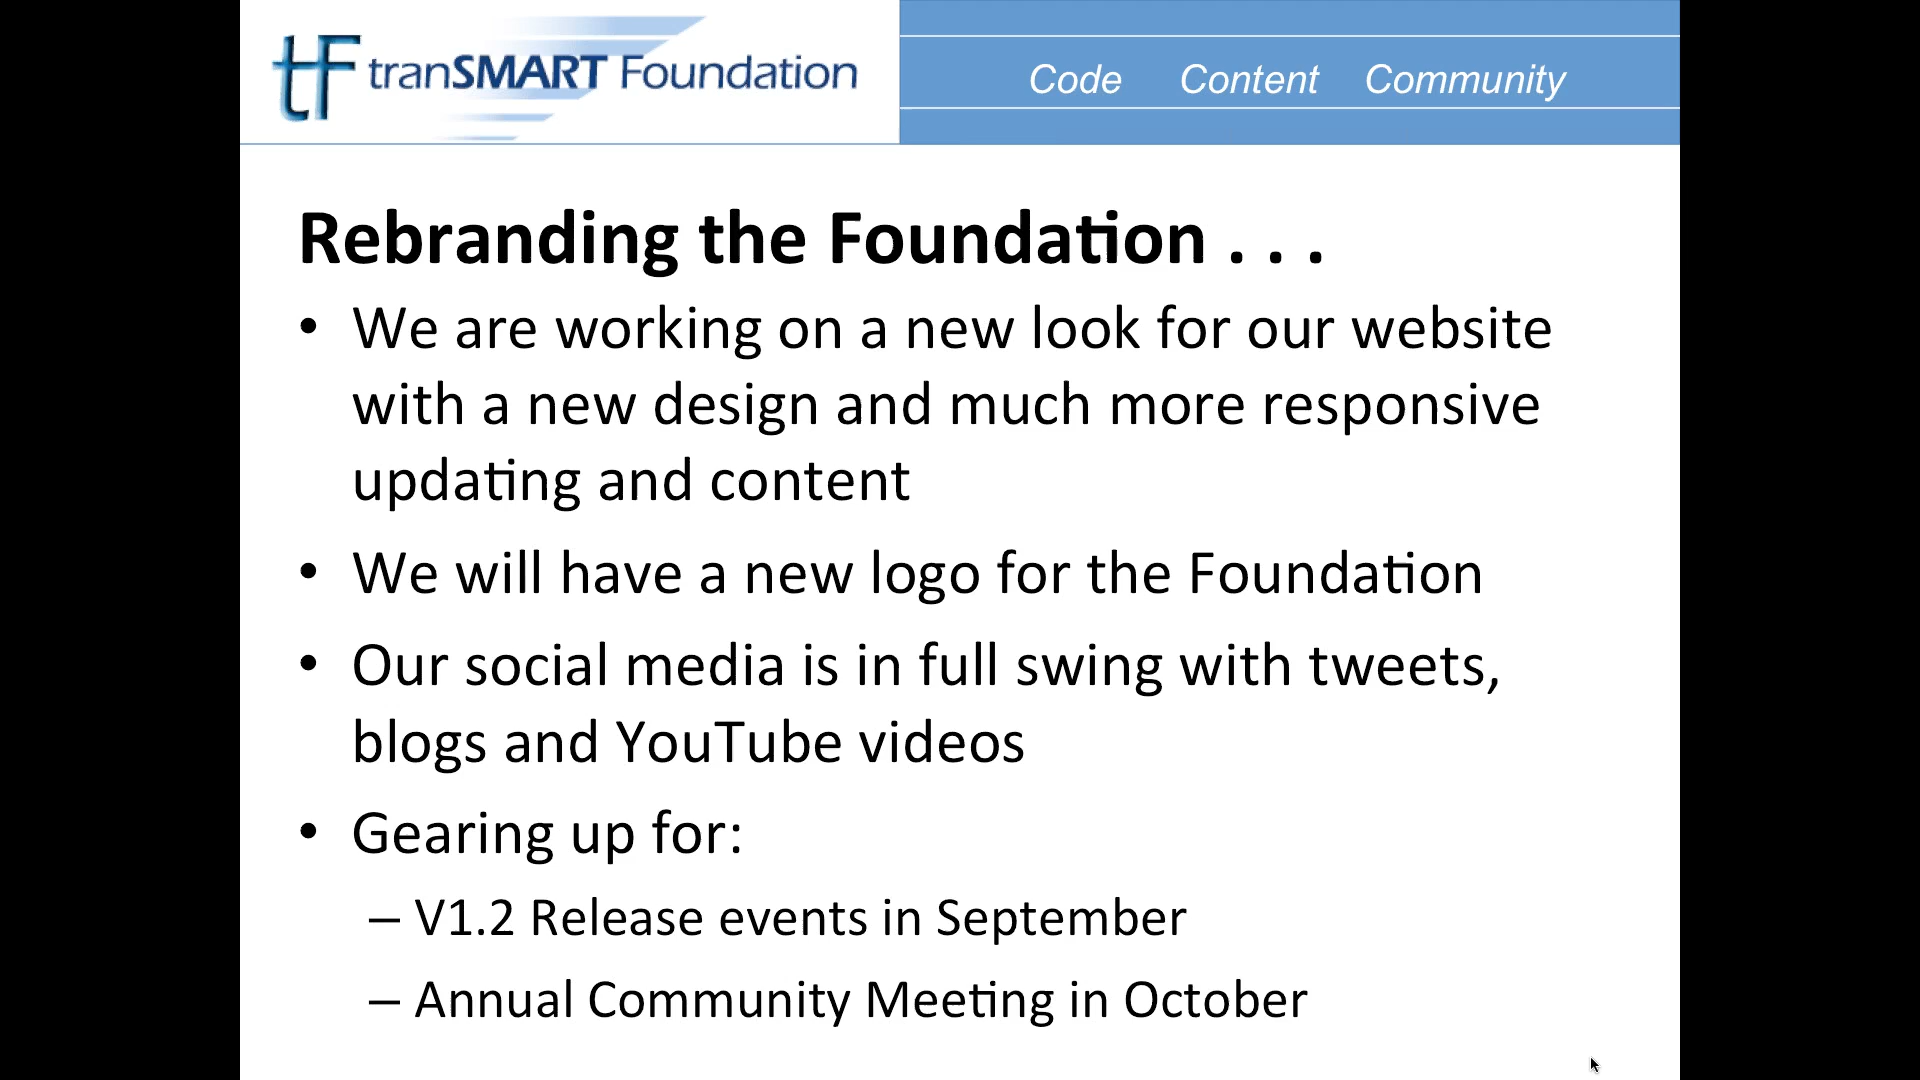 tF tranSMART Foundation
Code Content Community
Rebranding the Foundation . . .
• We are working on a new look for our website
with a new design and much more responsive
updating and content
• We will have a new logo for the Foundation
• Our social media is in full swing with tweets,
blogs and YouTube videos
• Gearing up for:
– V1.2 Release events in September
– Annual Community Meeting in October